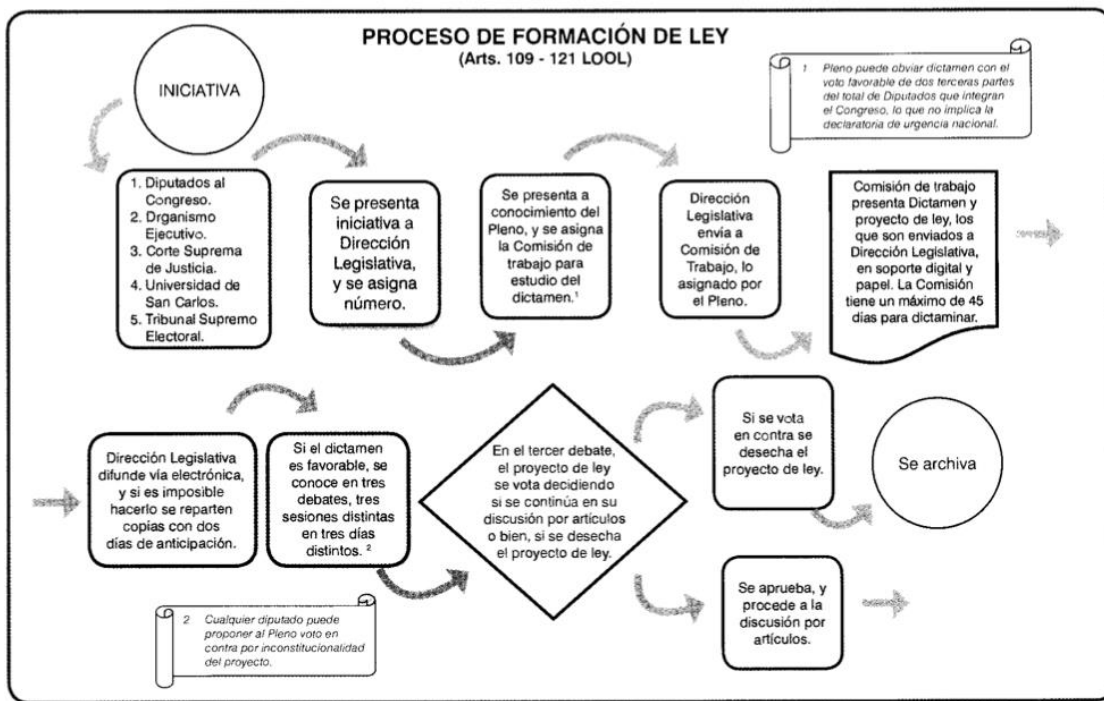 PROCESO DE FORMACIÓN DE LEY
(Arts. 109 - 121 LOOL)
INICIATIVA
1 Pleno puede obviar dictamen con el
voto favorable de dos terceras partes
del total de Diputados que integran
el Congreso, lo que no implica la
declaratoria de urgencia nacional.
1. Diputados al
Congreso.
2. Drganismo
Ejecutivo.
3. Corte Suprema
de Justicia.
4. Universidad de
San Carlos.
5. Tribunal Supremo
Electoral.
Se presenta
iniciativa a
Dirección
Legislativa,
y se asigna
número.
Se presenta a
conocimiento del
Pleno, y se asigna
la Comisión de
trabajo para
estudio del
dictamen.1
Dirección
Legislativa
envia a
Comisión de
Trabajo, lo
asignado por
el Pleno.
Comisión de trabajo
presenta Dictamen y
proyecto de ley, los
que son enviados a
Dirección Legislativa,
en soporte digital y
papel. La Comisión
tiene un máximo de 45
días para dictaminar.
Dirección Legislativa
difunde vía electrónica,
y si es imposible
hacerlo se reparten
copias con dos
días de anticipación.
Si el dictamen
es favorable, se
conoce en tres
debates, tres
sesiones distintas
en tres días
distintos. 2
En el tercer debate,
el proyecto de ley
se vota decidiendo
si se continúa en su
discusión por artículos
o bien, si se desecha
el proyecto de ley.
Si se vota
en contra se
desecha el
proyecto de ley.
Se archiva
Se aprueba, y
procede a la
discusión por
artículos.
2 Cualquier diputado puede
proponer al Pleno voto en
contra por inconstitucionalidad
del proyecto.